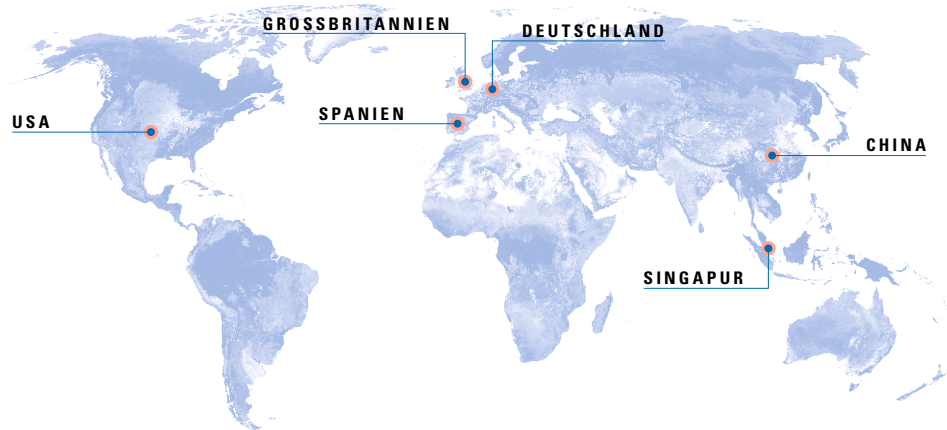 GROSSBRITANNIEN
DEUTSCHLAND
USA
SPANIEN
CHINA
SINGAPUR